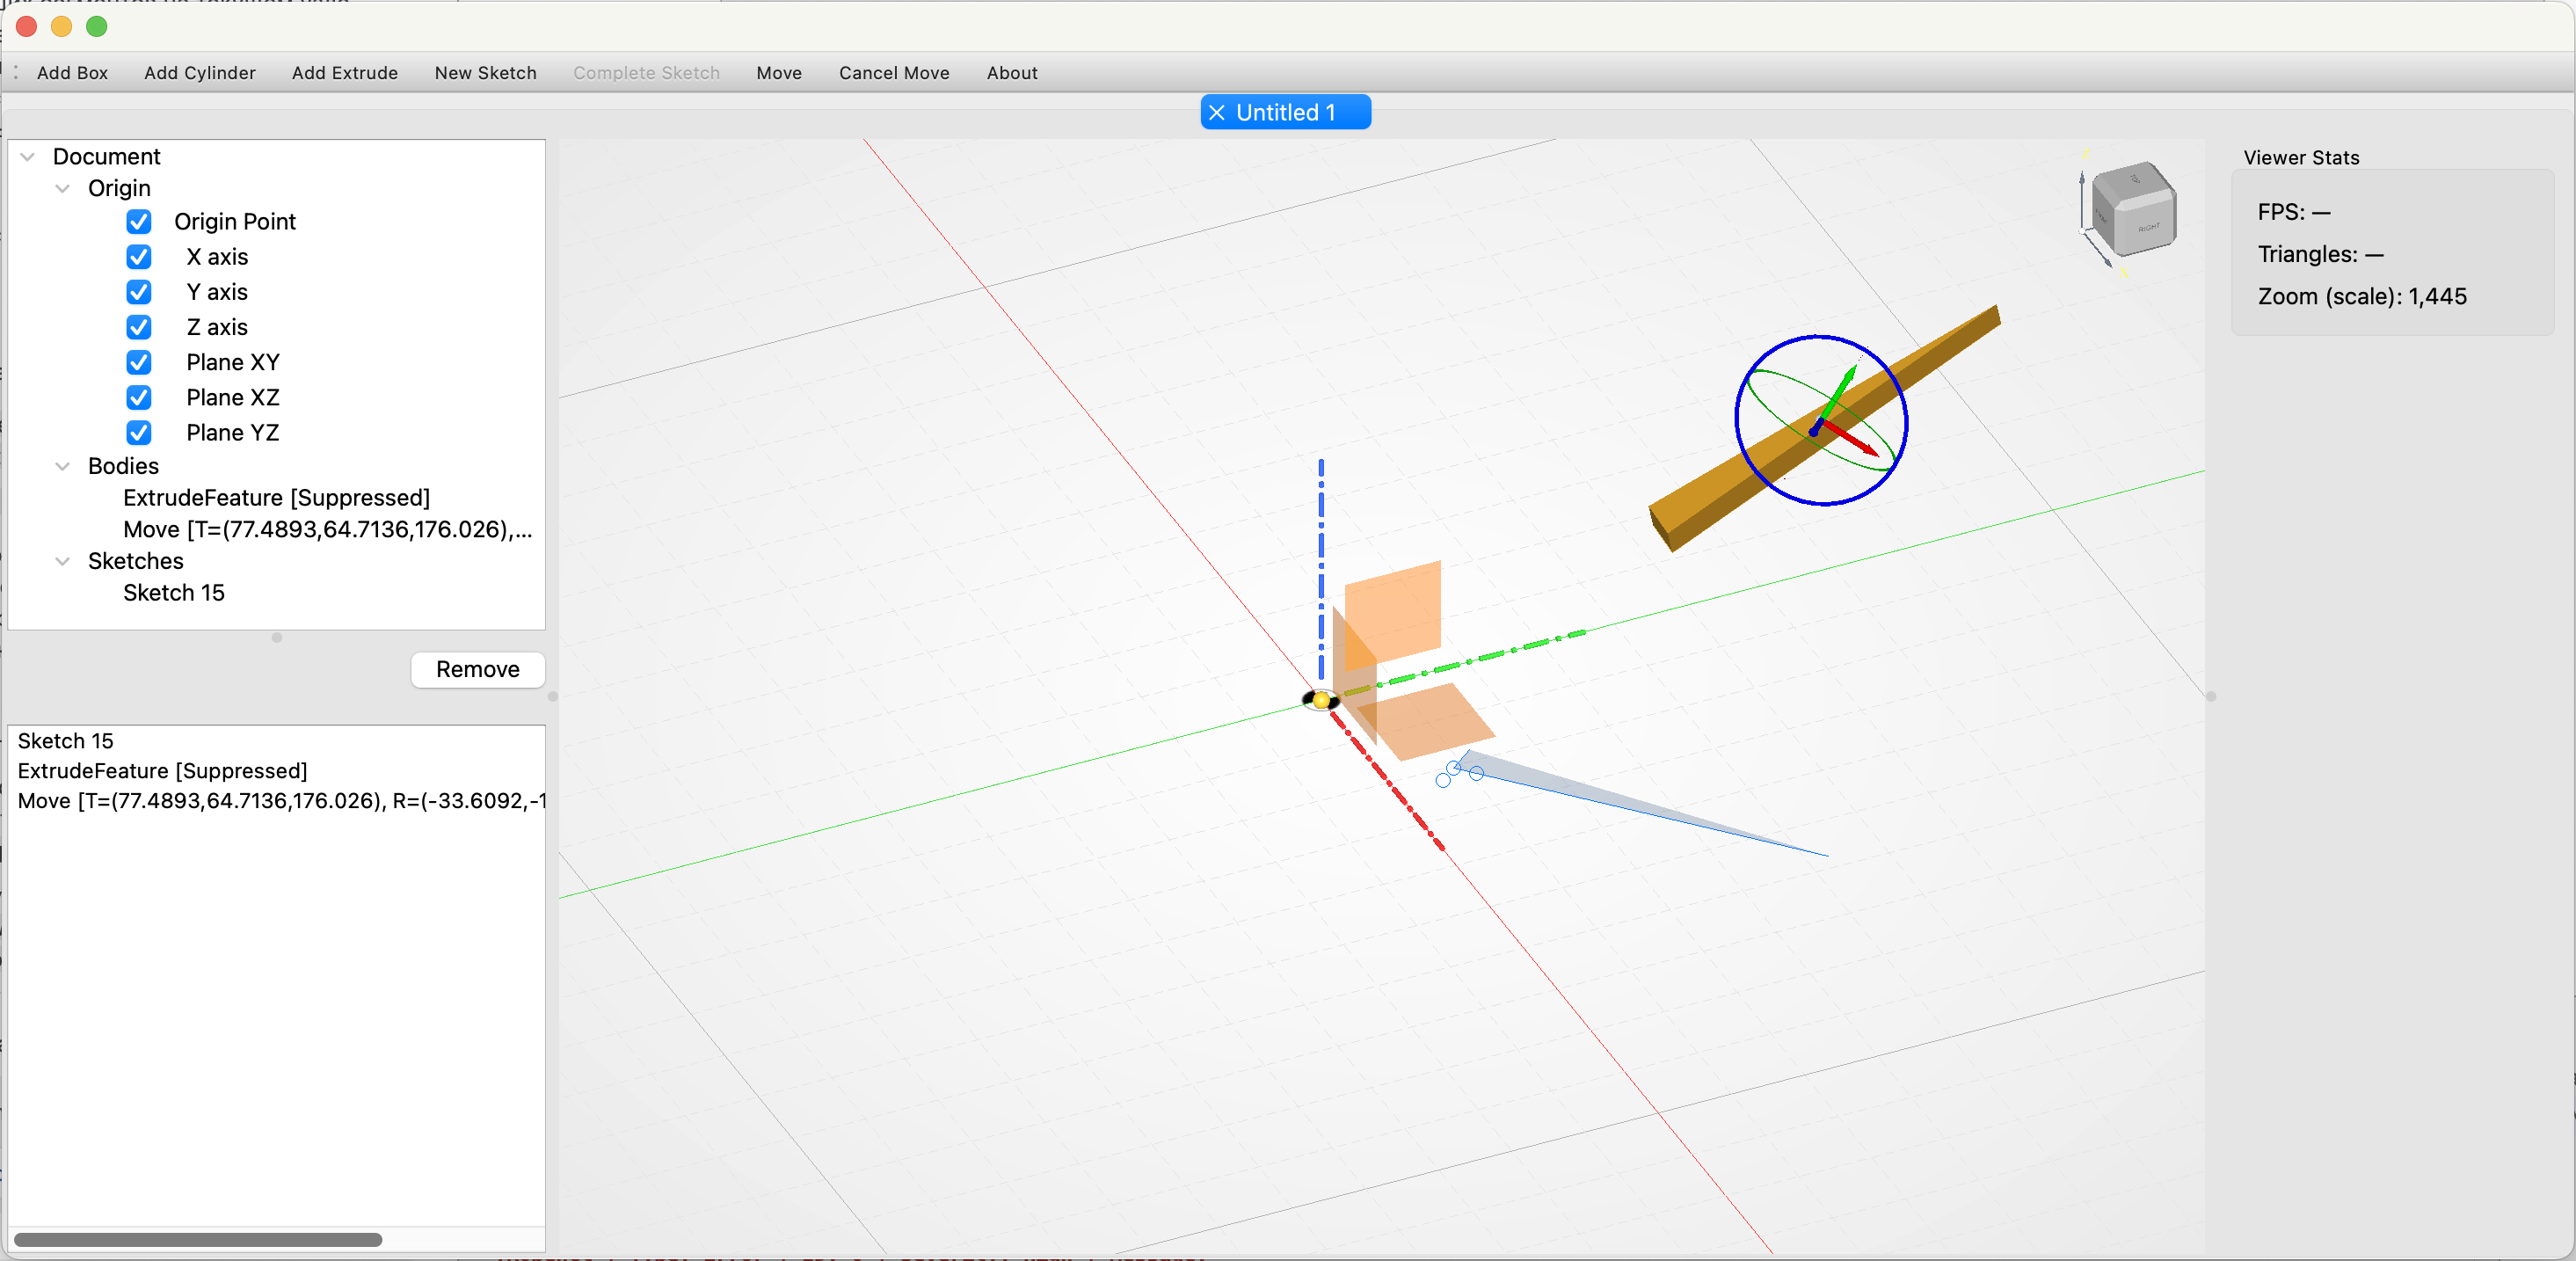 Add Box Add Cylinder Add Extrude New Sketch Complete Sketch Move Cancel Move About
Untitled 1
Document
Origin
Origin Point
X axis
Y axis
Z axis
Plane XY
Plane XZ
Plane YZ
Bodies
ExtrudeFeature [Suppressed]
Move [T=(77.4893,64.7136,176.026),...
Sketches
Sketch 15
Remove
Sketch 15
ExtrudeFeature [Suppressed]
Move [T=(77.4893,64.7136,176.026), R=(-33.6092,-1
TOP
RIGHT
X
Viewer Stats
FPS: —
Triangles: —
Zoom (scale): 1,445